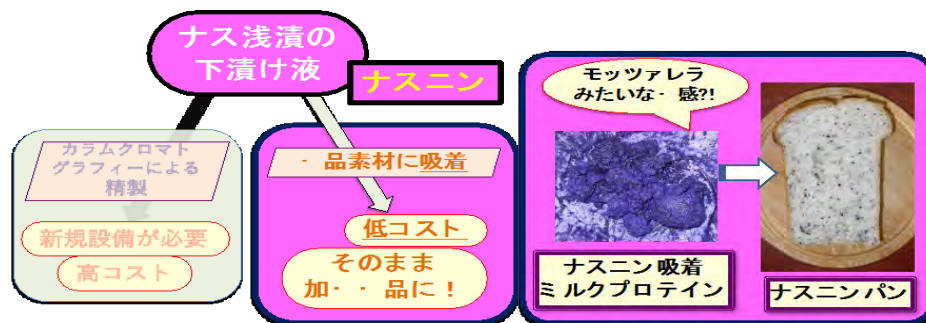 ナス浅漬の
下漬け液
ナスニン
カラムクロマト
グラフィーによる
精製
新規設備が必要
高コスト
・品素材に吸着
低コスト
そのまま
加・・品に！
モッツァレラ
みたいな・感?!
ナスニン吸着
ミルクプロテイン
ナスニンパン